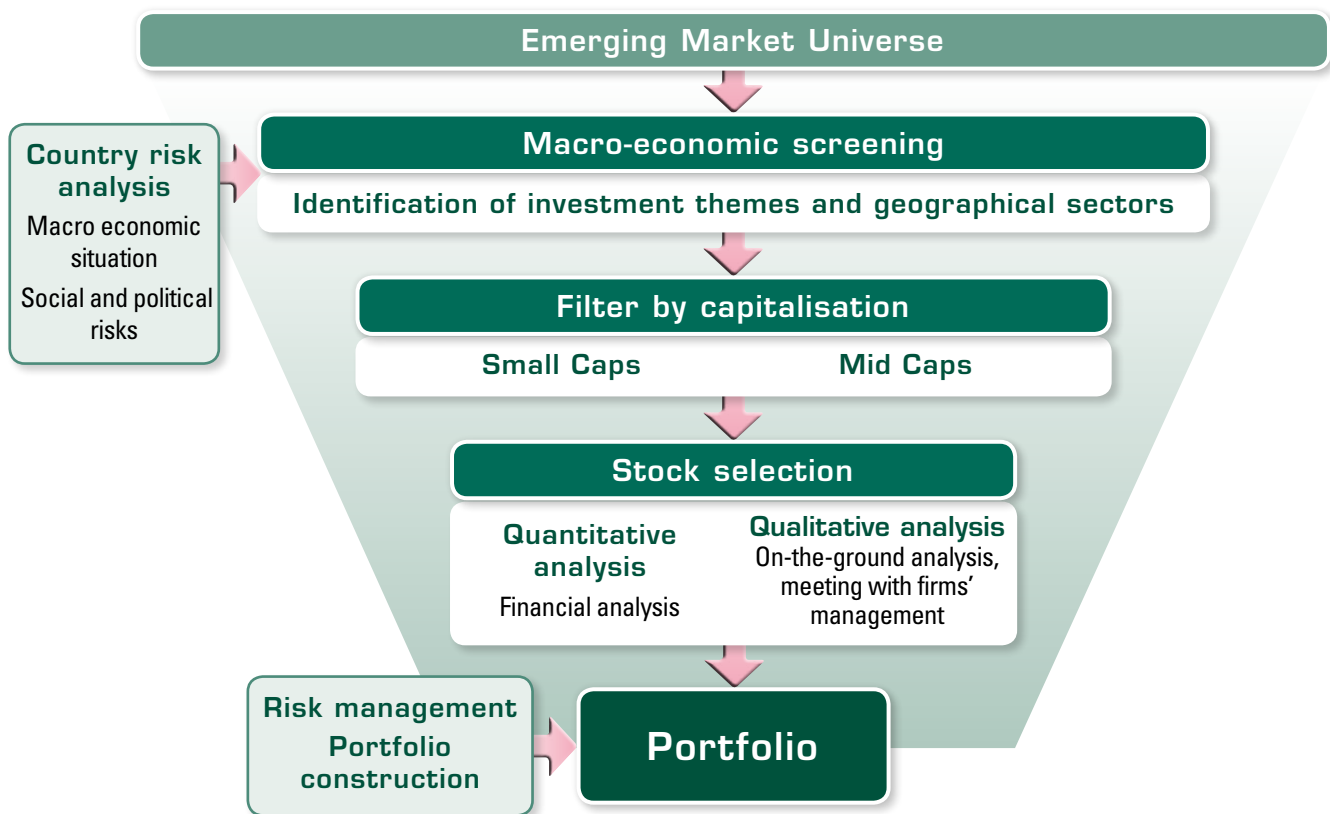 Emerging Market Universe
Country risk
analysis
Macro economic
situation
Social and political
risks
Macro-economic screening
Identification of investment themes and geographical sectors
Filter by capitalisation
Small Caps
Mid Caps
Stock selection
Quantitative
analysis
Financial analysis
Qualitative analysis
On-the-ground analysis,
meeting with firms'
management
Risk management
Portfolio
construction
Portfolio